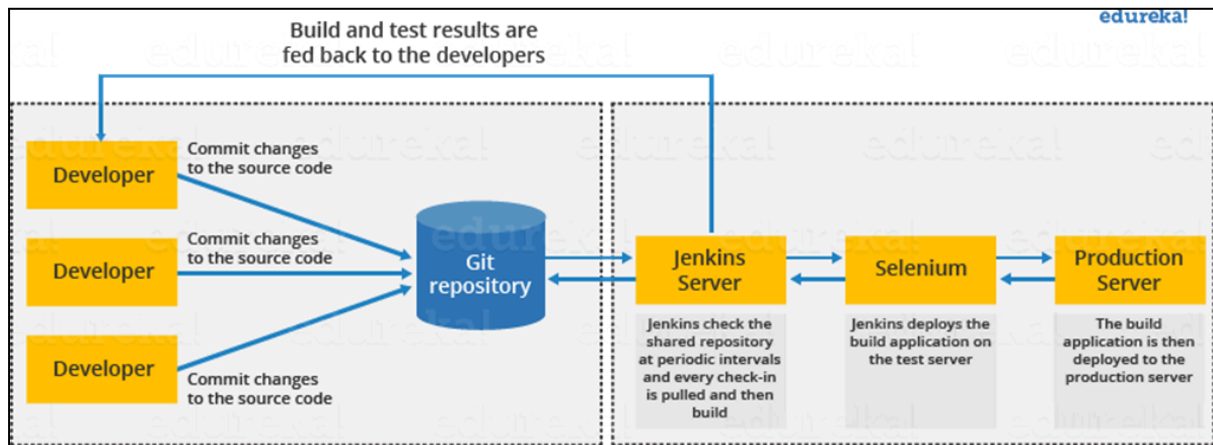 edureka!
Build and test results are
fed back to the developers
Developer
Commit changes
to the source code
Developer
Commit changes
to the source code
Developer
Commit changes
to the source code
Git
repository
Jenkins
Server
Jenkins check the
shared repository
at periodic intervals
and every check-in
is pulled and then
build
Selenium
Jenkins deploys the
build application on
the test server
Production
Server
The build
application is then
deployed to the
production server